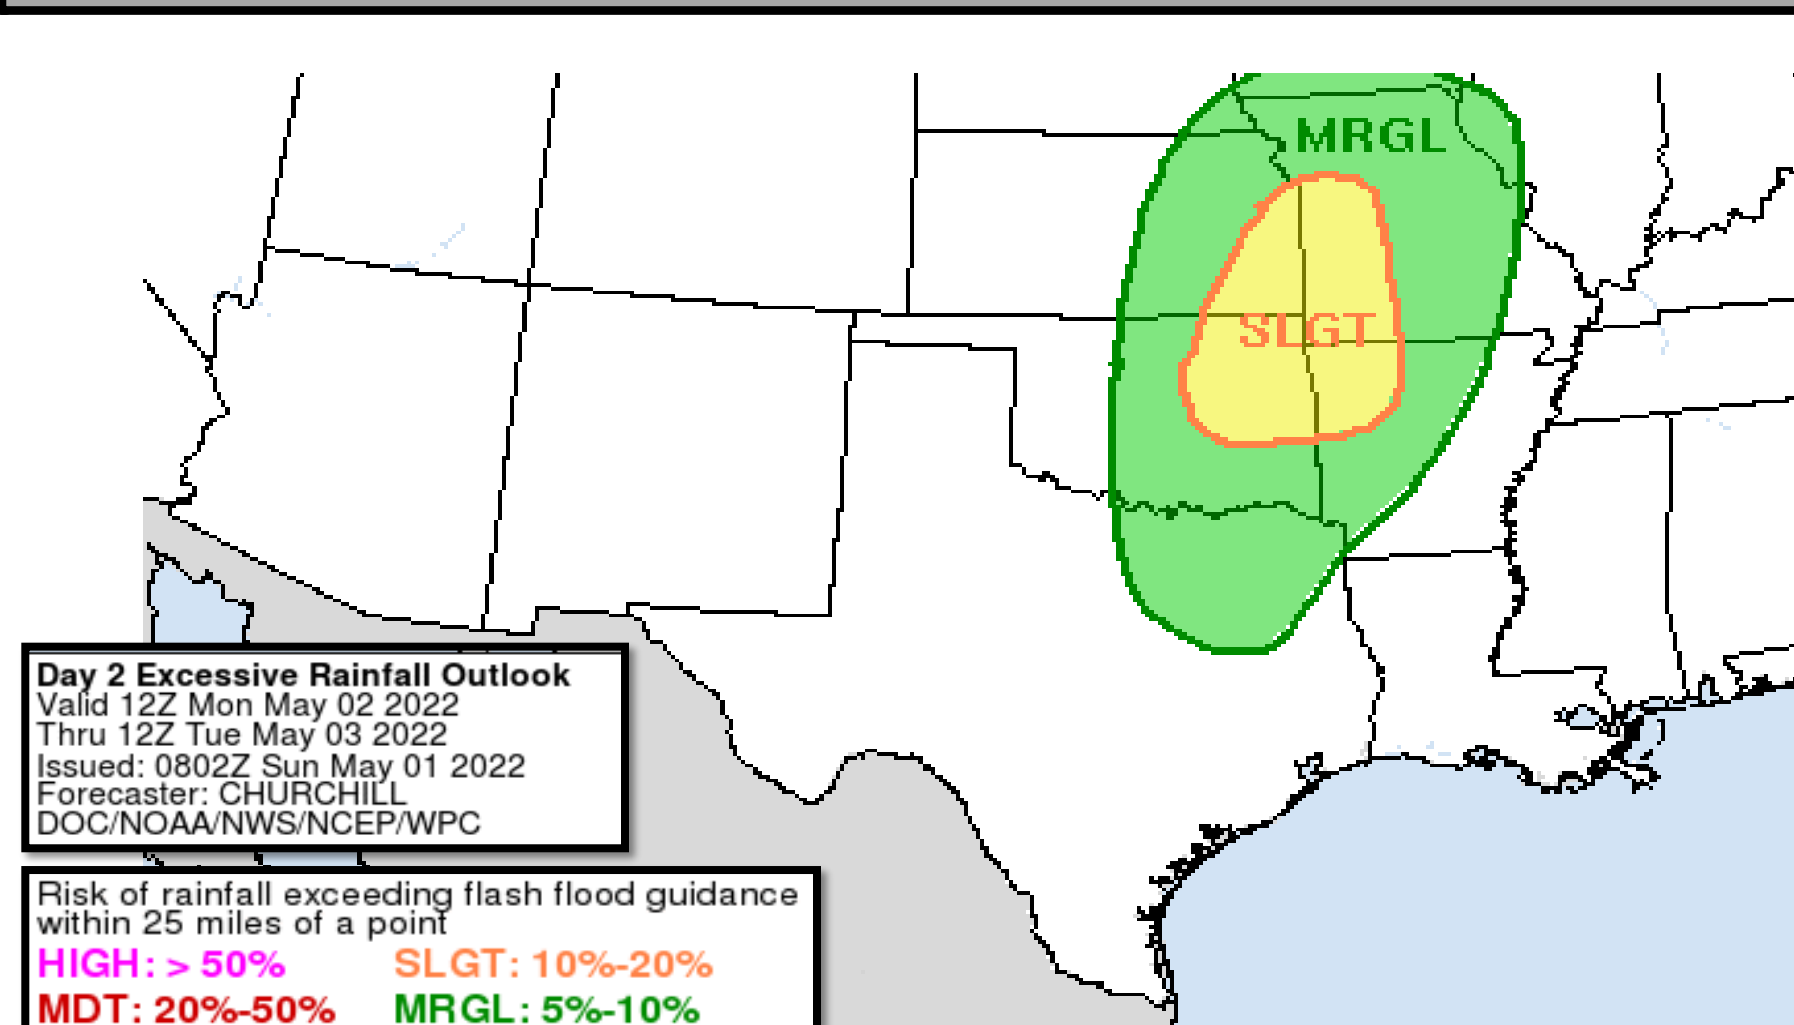 MRGL
SLGT
Day 2 Excessive Rainfall Outlook
Valid 12Z Mon May 02 2022
Thru 12Z Tue May 03 2022
Issued: 0802Z Sun May 01 2022
Forecaster: CHURCHILL
DOC/NOAA/NWS/NCEP/WPC
Risk of rainfall exceeding flash flood guidance
within 25 miles of a point
HIGH: > 50% SLGT: 10%-20%
MDT: 20%-50% MRGL: 5%-10%